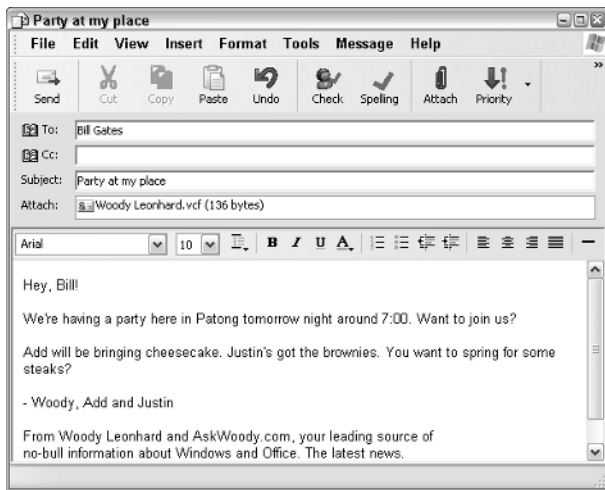 Party at my place
File Edit View Insert Format Tools Message Help
Send Cut Copy Paste Undo Check Speling Attach Priority
To: Bill Gates
Cc:
Subject: Party at my place
Attach: Woody Leonhard.vcf (136 bytes)
Arial 10 B I U A
Hey, Bill!
We're having a party here in Patong tomorrow night around 7:00. Want to join us?
Add will be bringing cheesecake. Justin's got the brownies. You want to spring for some
steaks?
- Woody, Add and Justin
From Woody Leonhard and AskWoody.com, your leading source of
no-bull information about Windows and Office. The latest news.